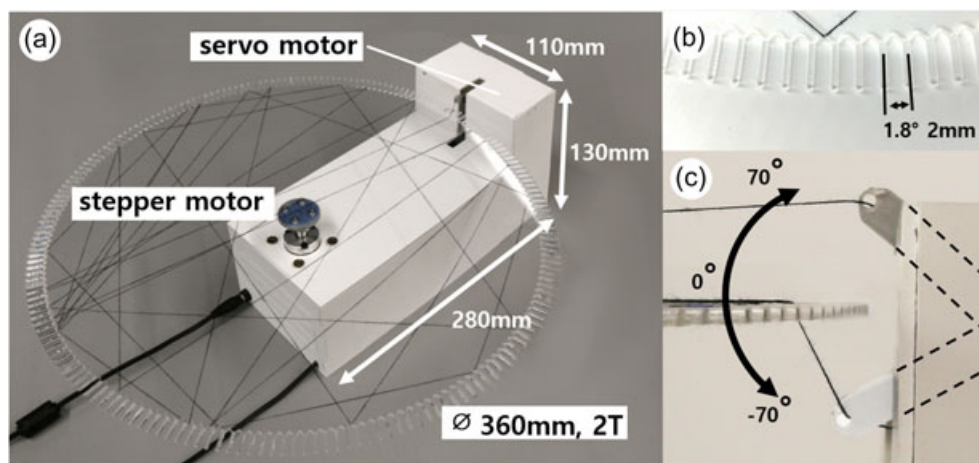 (a)
servo motor
110mm
130mm
stepper motor
280mm
Ø 360mm, 2T
(b)
1.8° 2mm
(c)
70°
0°
-70°